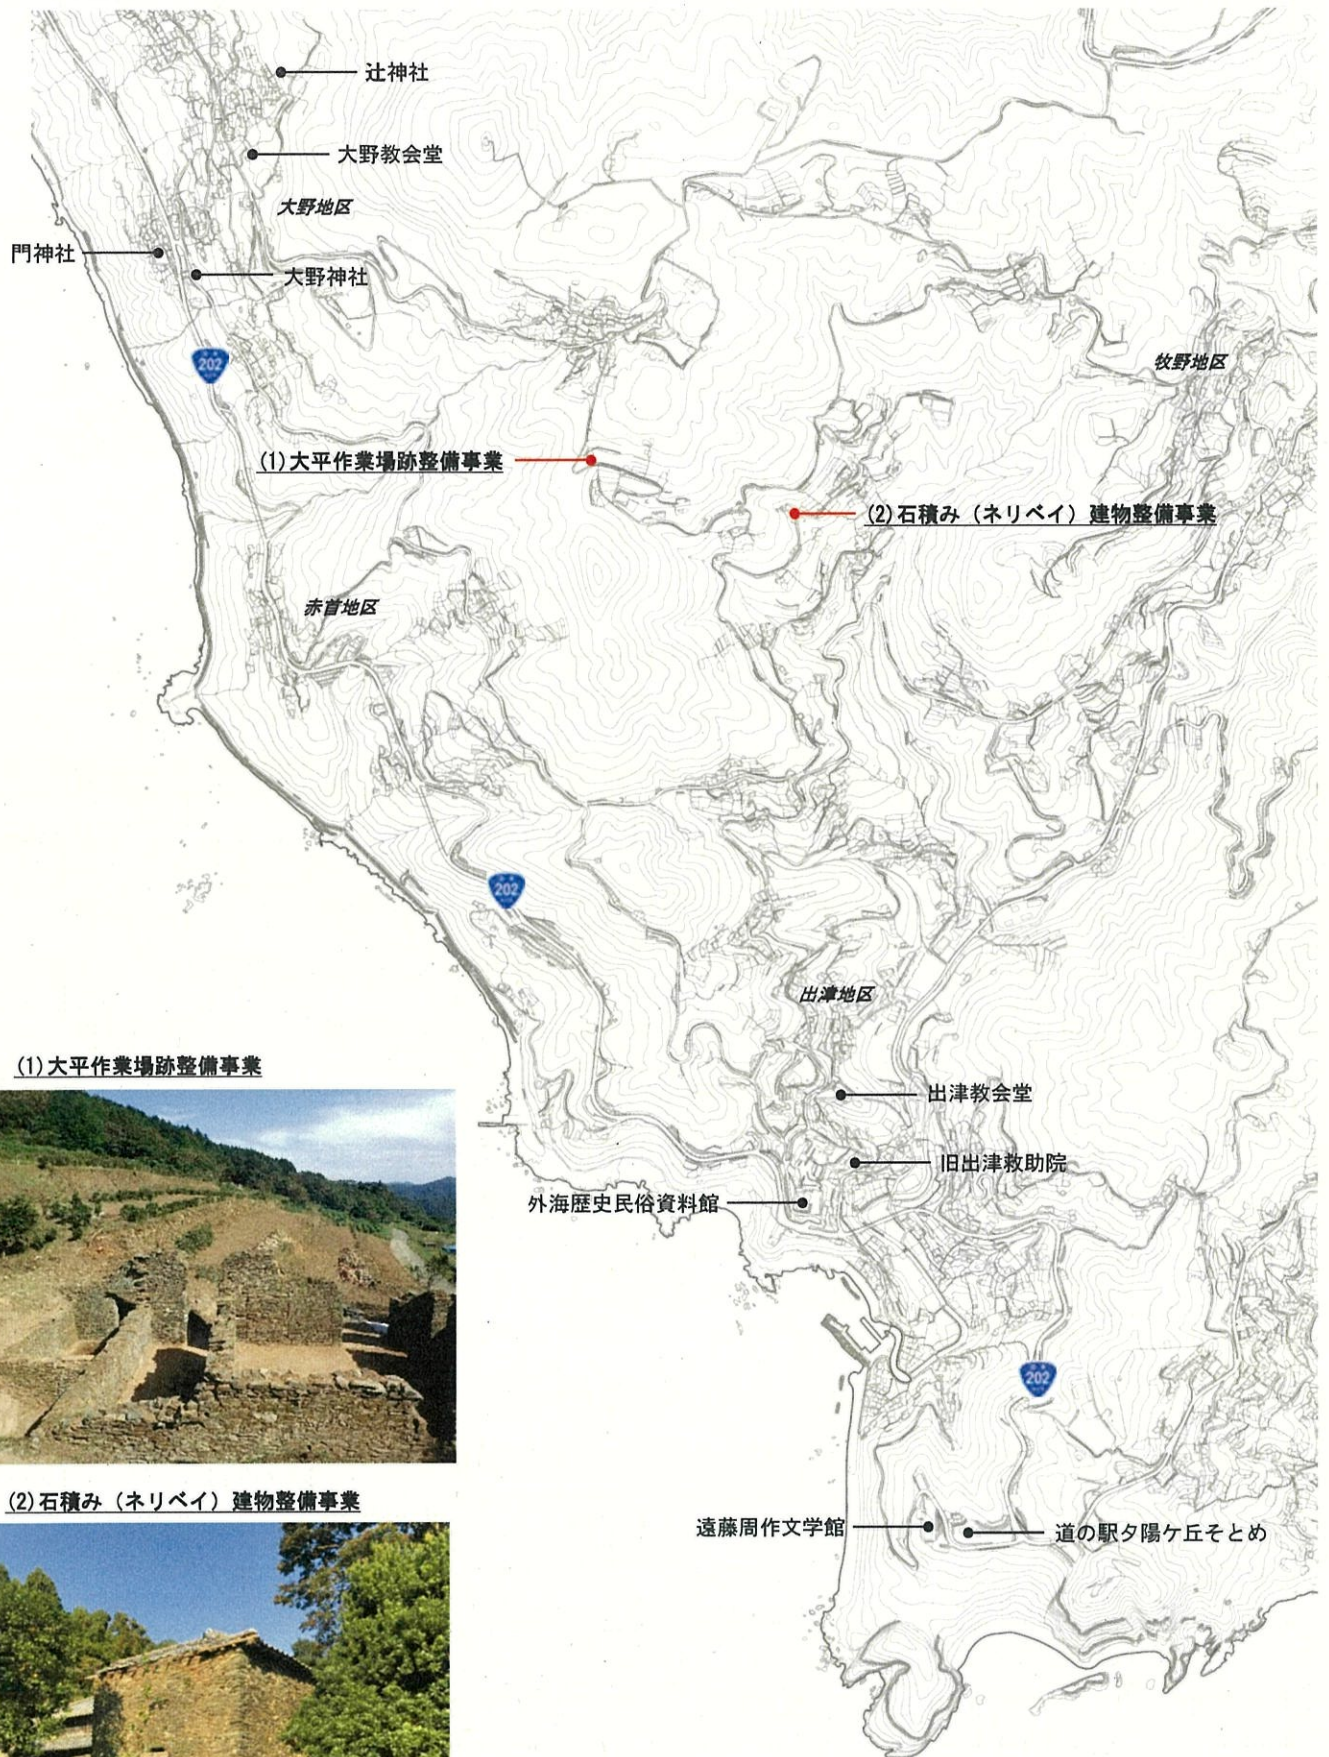 辻神社
大野教会堂
大野地区
門神社
大野神社
202
牧野地区
(1)大平作業場跡整備事業
(2)石積み（ネリベイ）建物整備事業
赤首地区
202
出津地区
(1)大平作業場跡整備事業
出津教会堂
旧出津救助院
外海歴史民俗資料館
202
(2)石積み（ネリベイ）建物整備事業
遠藤周作文学館
道の駅夕陽ケ丘そとめ